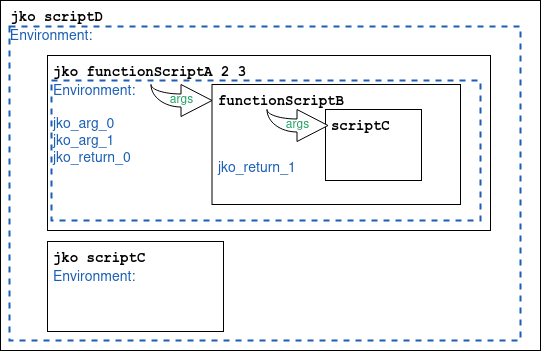 jko scriptD
Environment:
jko functionScriptA 2 3
Environment:
args
functionScriptB
jko_arg_0
jko_arg_1
jko_return_0
args
scriptC
jko_return_1
jko scriptC
Environment: